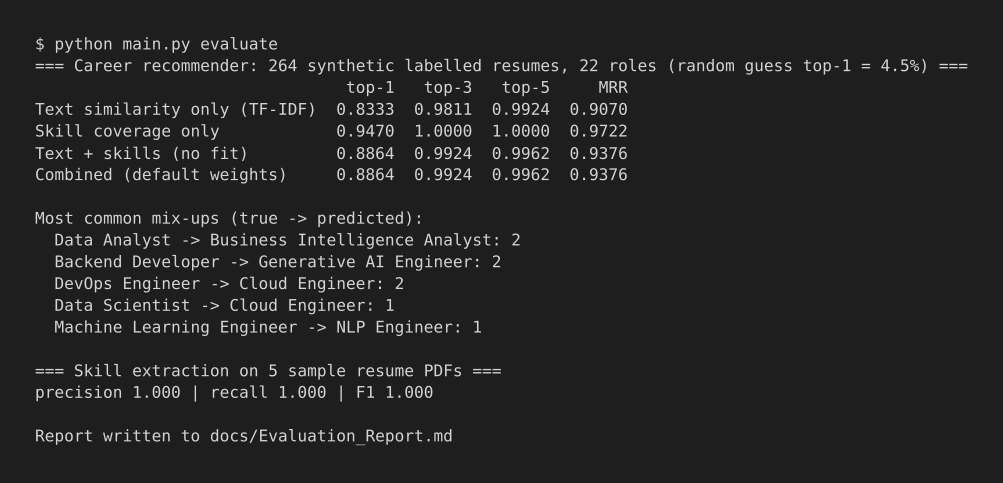 $ python main.py evaluate
=== Career recommender: 264 synthetic labelled resumes, 22 roles (random guess top-1 = 4.5%) ===
top-1 top-3 top-5 MRR
Text similarity only (TF-IDF) 0.8333 0.9811 0.9924 0.9070
Skill coverage only 0.9470 1.0000 1.0000 0.9722
Text + skills (no fit) 0.8864 0.9924 0.9962 0.9376
Combined (default weights) 0.8864 0.9924 0.9962 0.9376
Most common mix-ups (true -> predicted):
Data Analyst -> Business Intelligence Analyst: 2
Backend Developer -> Generative AI Engineer: 2
DevOps Engineer -> Cloud Engineer: 2
Data Scientist -> Cloud Engineer: 1
Machine Learning Engineer -> NLP Engineer: 1
=== Skill extraction on 5 sample resume PDFs ===
precision 1.000 | recall 1.000 | F1 1.000
Report written to docs/Evaluation_Report.md